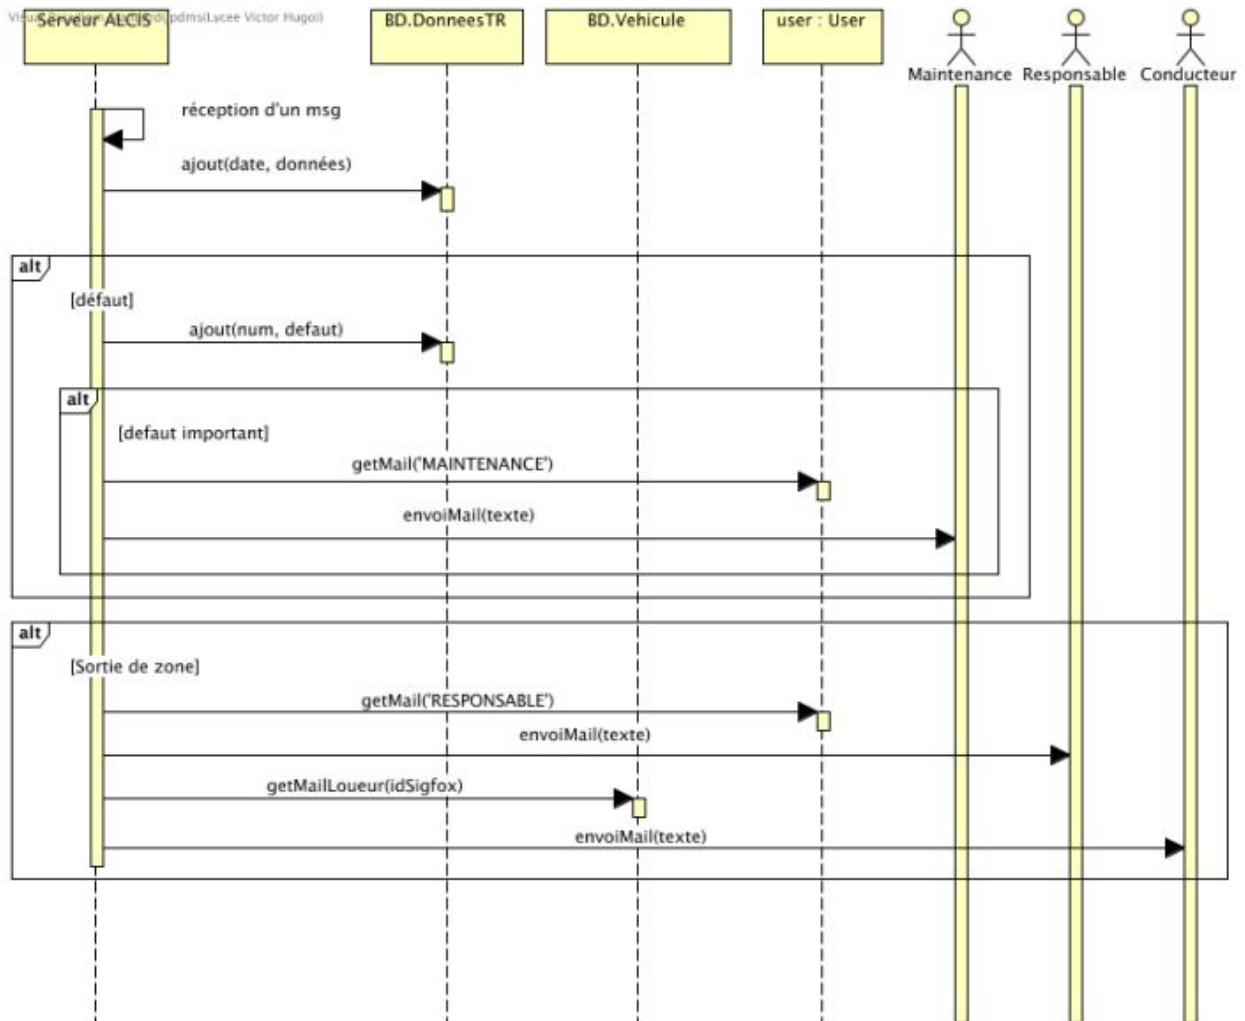 Serveur ALCIS
BD.DonneesTR
BD.Vehicule
user : User
Maintenance
Responsable
Conducteur
réception d'un msg
ajout(date, données)
alt
[défaut]
ajout(num, defaut)
alt
[defaut important]
getMail('MAINTENANCE')
envoiMail(texte)
alt
[Sortie de zone]
getMail('RESPONSABLE')
envoiMail(texte)
getMailLoueur(idSigfox)
envoiMail(texte)